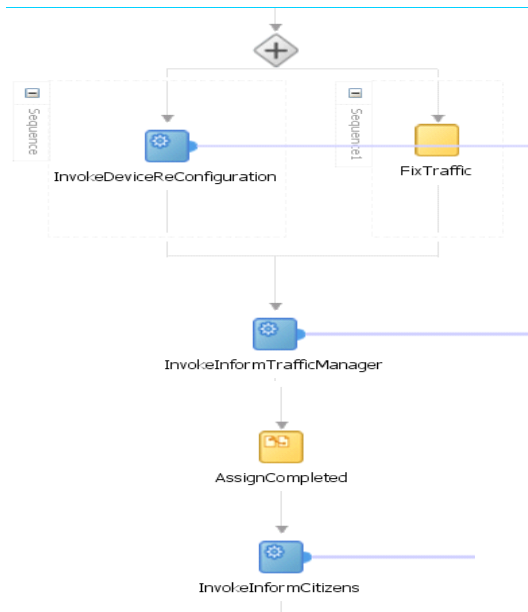 Sequence
Sequence1
InvokeDeviceReConfiguration
FixTraffic
InvokeInformTrafficManager
AssignCompleted
InvokeInformCitizens